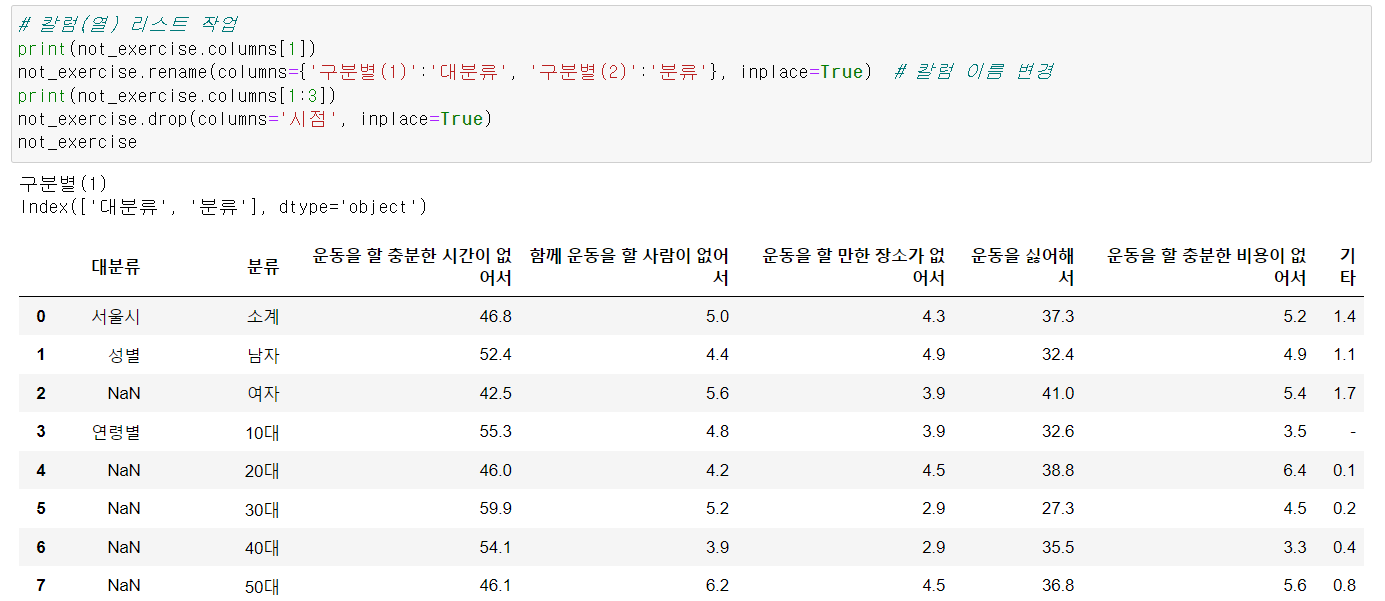 # 칼럼(열) 리스트 작업
print(not_exercise.columns[1])
not_exercise.rename(columns={'구분별(1)':'대분류', '구분별(2)':'분류'}, inplace=True)  # 칼럼 이름 변경
print(not_exercise.columns[1:3])
not_exercise.drop(columns='시점', inplace=True)
not_exercise
구분별(1)
Index(['대분류', '분류'], dtype='object')
대분류 분류 운동을 할 충분한 시간이 없 함께 운동을 할 사람이 없어 운동을 할 만한 장소가 없 운동을 싫어해 운동을 할 충분한 비용이 없 기
어서 서 어서 서 어서 타
0 서울시 소계 46.8 5.0 4.3 37.3 5.2 1.4
1 성별 남자 52.4 4.4 4.9 32.4 4.9 1.1
2 NaN 여자 42.5 5.6 3.9 41.0 5.4 1.7
3 연령별 10대 55.3 4.8 3.9 32.6 3.5 -
4 NaN 20대 46.0 4.2 4.5 38.8 6.4 0.1
5 NaN 30대 59.9 5.2 2.9 27.3 4.5 0.2
6 NaN 40대 54.1 3.9 2.9 35.5 3.3 0.4
7 NaN 50대 46.1 6.2 4.5 36.8 5.6 0.8